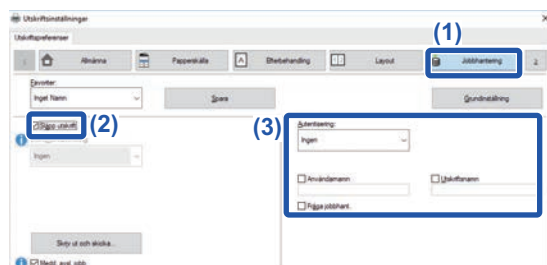 Utskriftsinställningar
Utskriftspreferenser
(1)
Allmänna
Papperskälla
Efterbehandling
Layout
Jobbhantering
Favoriter:
Inget Namn
Spara
Grundinställning
Släpp utskrift
(2)
(3)
Autentisering:
Ingen
Ingen
Användarnamn
Utskriftsnamn
Fråga jobbhant.
Skriv ut och skicka...
Medd. avsl. jobb